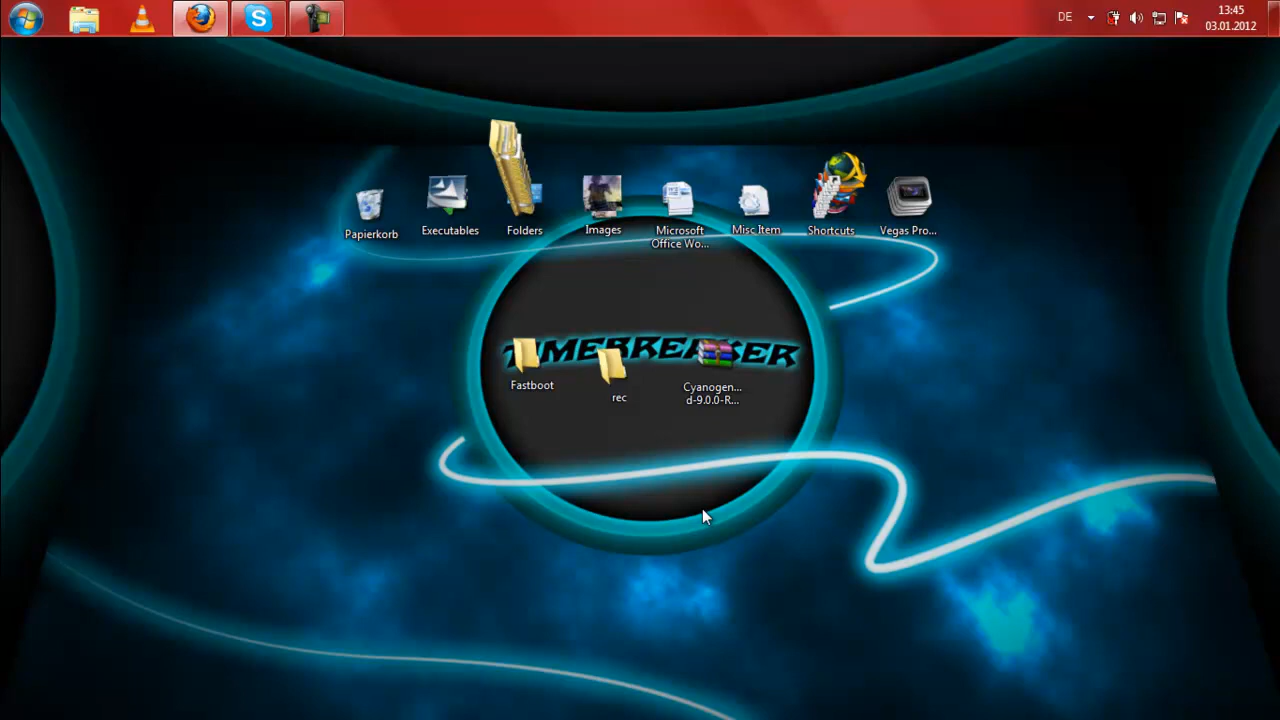 DE
13:45
03.01.2012
Papierkorb
Executables
Folders
Images
Microsoft
Office Wo...
Misc Item
Shortcuts
Vegas Pro...
TIMEBREAKER
Fastboot
rec
Cyanogen...
d-9.0.0-R...